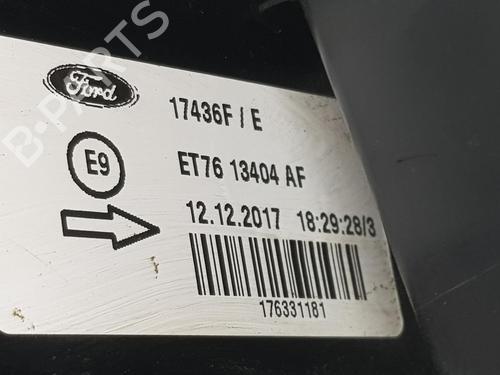 B-PARTS
Ford
17436F / E
E9
ET76 13404 AF
12.12.2017 18:29:28/3
176331181